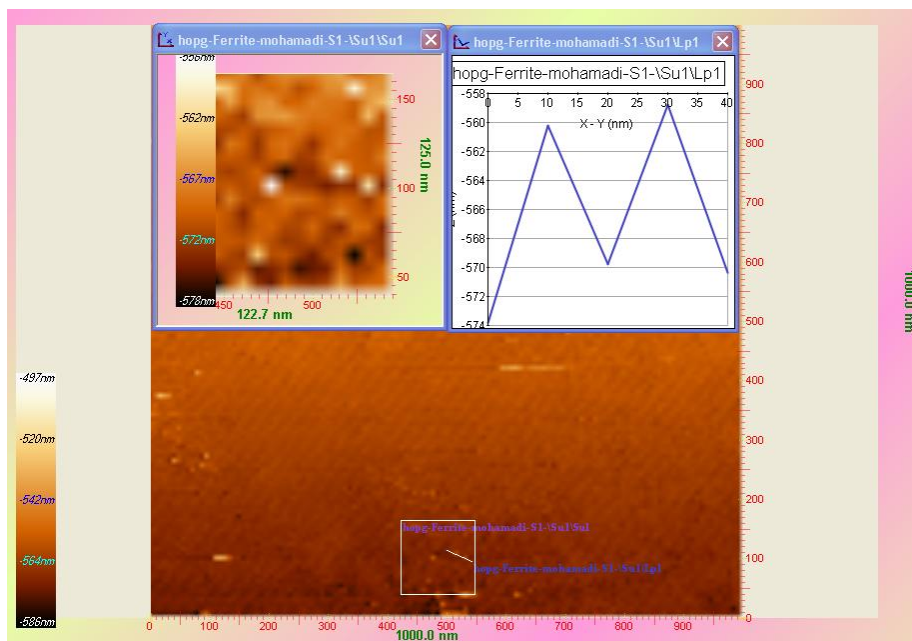 hopg-Ferrite-mohamadi-S1-\Su1\Su1
-562nm
-567nm
-572nm
-578nm
150
100
50
125.0 nm
500
122.7 nm
hopg-Ferrite-mohamadi-S1-\Su1\Lp1
hopg-Ferrite-mohamadi-S1-\Su1\Lp1
-558
-560
-562
-564
-566
-568
-570
-572
-574
0 5 10 15 20 25 30 35 40
X - Y (nm)
900
800
700
600
500
400
300
200
100
0
1000.0 nm
-497nm
-520nm
-542nm
-564nm
-586nm
hopg-Ferrite-mohamadi-S1-\Su1\Su1
hopg-Ferrite-mohamadi-S1-\Su1\Lp1
0 100 200 300 400 500 600 700 800 900
1000.0 nm